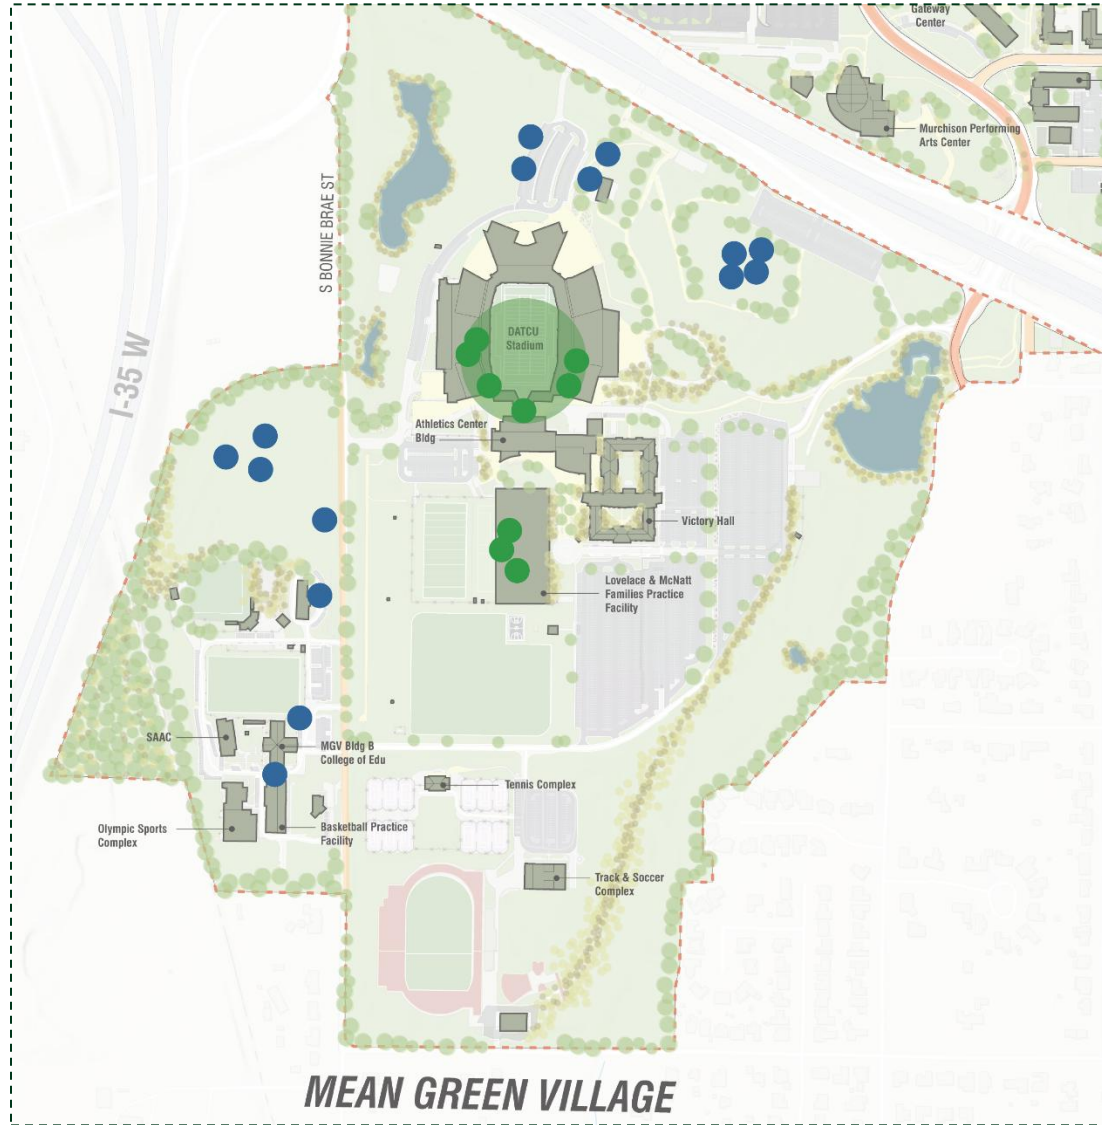 Gateway
Center
Murchison Performing
Arts Center
S BONNIE BRAE ST
I-35 W
DATCU
Stadium
Athletics Center
Bldg
Victory Hall
Lovelace & McNatt
Families Practice
Facility
SAAC
MGV Bldg B
College of Edu
Tennis Complex
Olympic Sports
Complex
Basketball Practice
Facility
Track & Soccer
Complex
MEAN GREEN VILLAGE